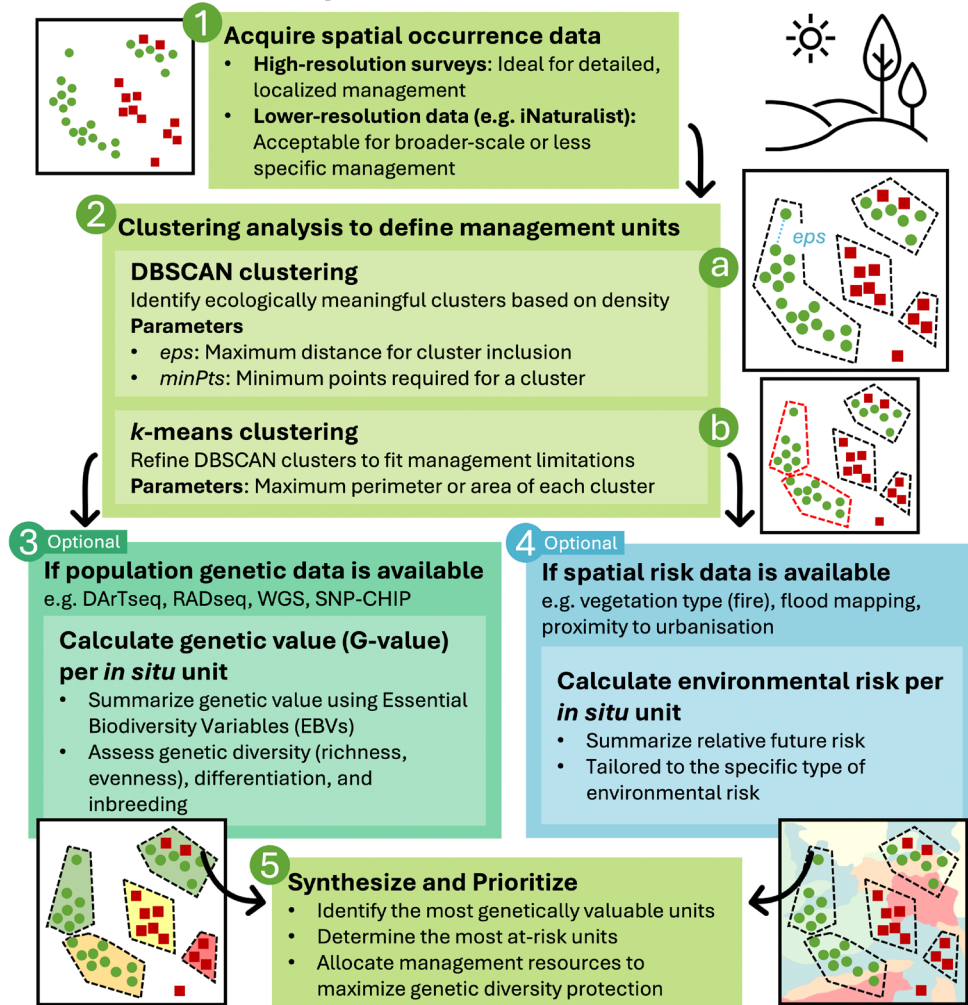 1
Acquire spatial occurrence data
• High-resolution surveys: Ideal for detailed,
localized management
• Lower-resolution data (e.g. iNaturalist):
Acceptable for broader-scale or less
specific management
2
Clustering analysis to define management units
a
DBSCAN clustering
Identify ecologically meaningful clusters based on density
Parameters
• eps: Maximum distance for cluster inclusion
• minPts: Minimum points required for a cluster
eps
b
k-means clustering
Refine DBSCAN clusters to fit management limitations
Parameters: Maximum perimeter or area of each cluster
3 Optional
If population genetic data is available
e.g. DArTseq, RADseq, WGS, SNP-CHIP
Calculate genetic value (G-value)
per in situ unit
• Summarize genetic value using Essential
Biodiversity Variables (EBVs)
• Assess genetic diversity (richness,
evenness), differentiation, and
inbreeding
4 Optional
If spatial risk data is available
e.g. vegetation type (fire), flood mapping,
proximity to urbanisation
Calculate environmental risk per
in situ unit
• Summarize relative future risk
• Tailored to the specific type of
environmental risk
5
Synthesize and Prioritize
• Identify the most genetically valuable units
• Determine the most at-risk units
• Allocate management resources to
maximize genetic diversity protection